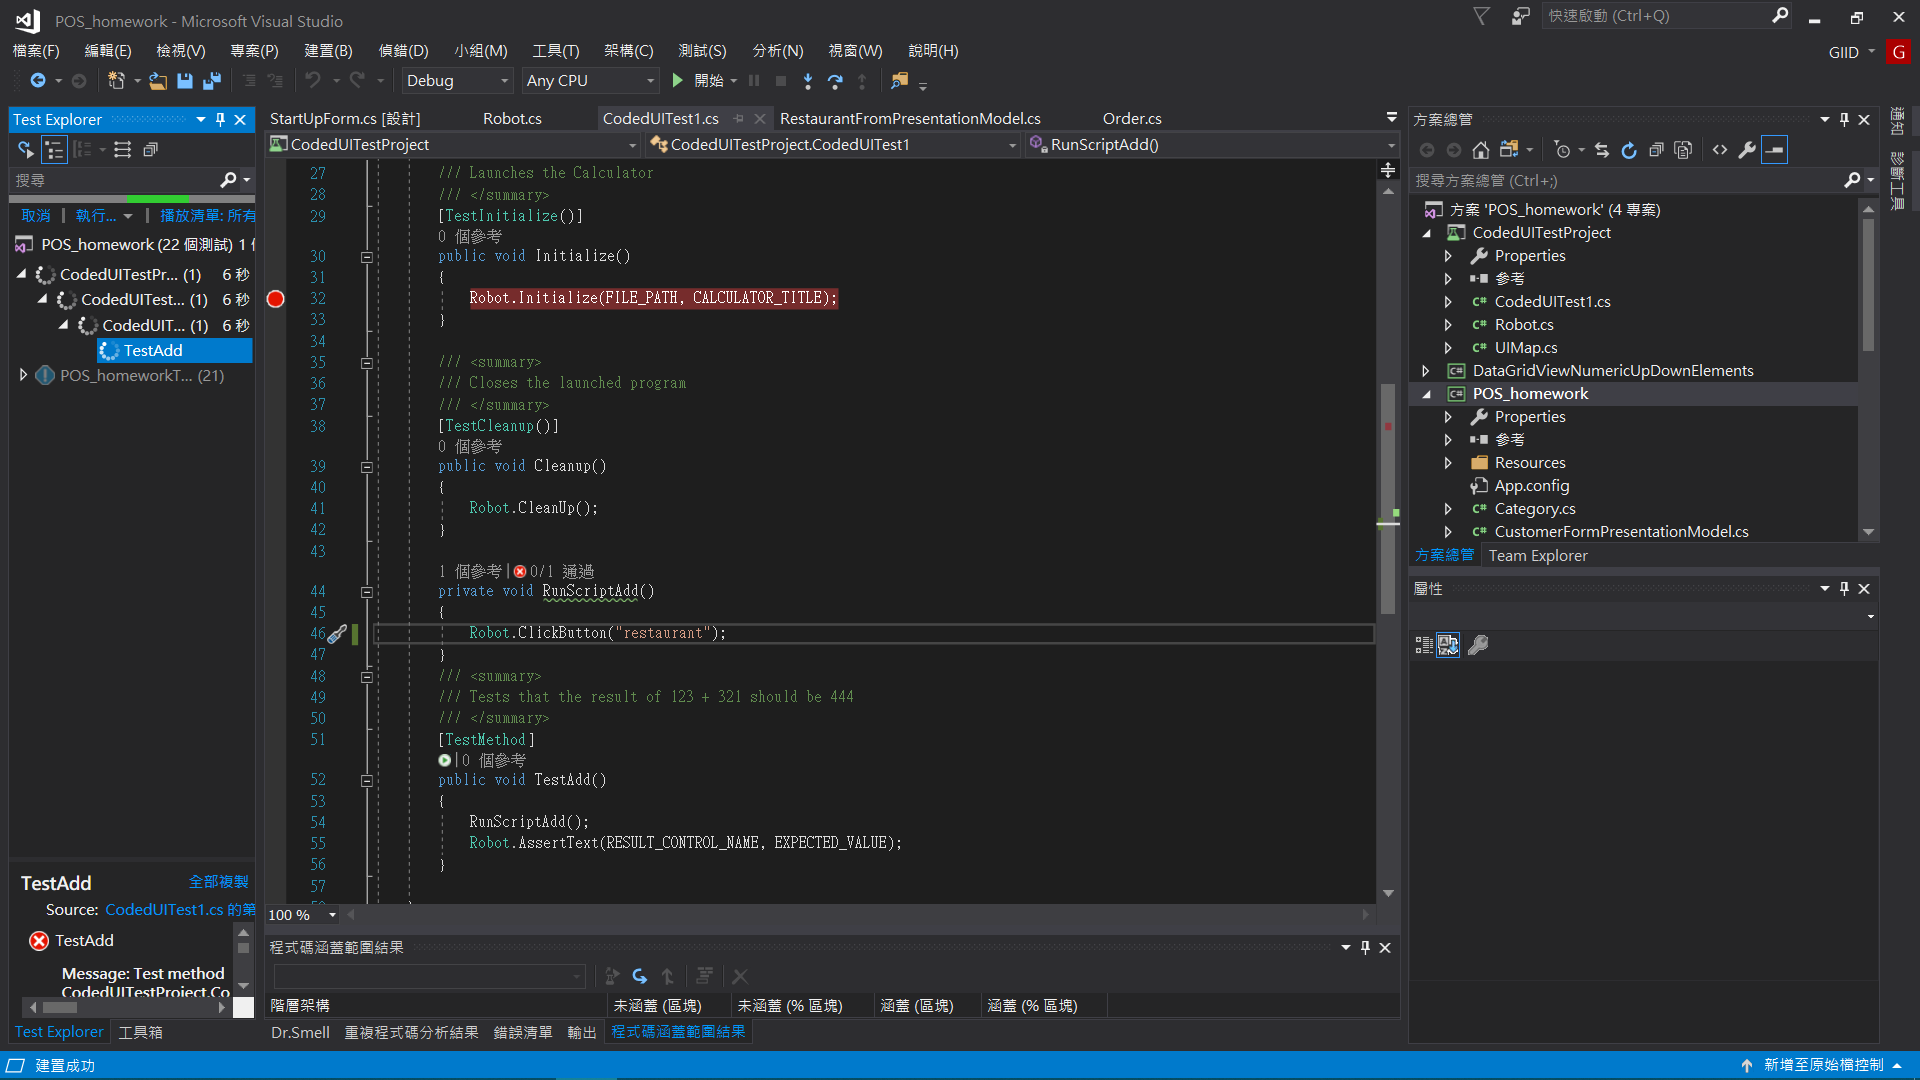 POS_homework - Microsoft Visual Studio
快速啟動 (Ctrl+Q)
檔案(F) 編輯(E) 檢視(V) 專案(P) 建置(B) 偵錯(D) 小組(M) 工具(T) 架構(C) 測試(S) 分析(N) 視窗(W) 說明(H)
GIID G
Debug Any CPU 開始
Test Explorer
搜尋
取消 執行... 播放清單: 所有
POS_homework (22 個測試) 1
CodedUITestPr... (1) 6 秒
CodedUITest... (1) 6 秒
CodedUIT... (1) 6 秒
TestAdd
POS_homeworkT... (21)
TestAdd
全部複製
Source: CodedUITest1.cs 的第
TestAdd
Message: Test method
CodedUITestProject.Co
Test Explorer 工具箱
StartUpForm.cs [設計] Robot.cs CodedUITest1.cs RestaurantFromPresentationModel.cs Order.cs
CodedUITestProject CodedUITestProject.CodedUITest1 RunScriptAdd()
27 /// Launches the Calculator
28 /// </summary>
29 [TestInitialize()]
0 個參考
30 public void Initialize()
31 {
32 Robot.Initialize(FILE_PATH, CALCULATOR_TITLE);
33 }
34
35 /// <summary>
36 /// Closes the launched program
37 /// </summary>
38 [TestCleanup()]
0 個參考
39 public void Cleanup()
40 {
41 Robot.CleanUp();
42 }
43
1 個參考 | 0/1 通過
44 private void RunScriptAdd()
45 {
46 Robot.ClickButton("restaurant");
47 }
48 /// <summary>
49 /// Tests that the result of 123 + 321 should be 444
50 /// </summary>
51 [TestMethod]
|0 個參考
52 public void TestAdd()
53 {
54 RunScriptAdd();
55 Robot.AssertText(RESULT_CONTROL_NAME, EXPECTED_VALUE);
56 }
57
100 %
程式碼涵蓋範圍結果
階層架構 未涵蓋 (區塊) 未涵蓋 (% 區塊) 涵蓋 (區塊) 涵蓋 (% 區塊)
Dr.Smell 重複程式碼分析結果 錯誤清單 輸出 程式碼涵蓋範圍結果
方案總管
搜尋方案總管 (Ctrl+;)
方案 'POS_homework' (4 專案)
CodedUITestProject
Properties
參考
CodedUITest1.cs
Robot.cs
UIMap.cs
DataGridViewNumericUpDownElements
POS_homework
Properties
參考
Resources
App.config
Category.cs
CustomerFormPresentationModel.cs
方案總管 Team Explorer
屬性
通知
診斷工具
建置成功
新增至原始檔控制